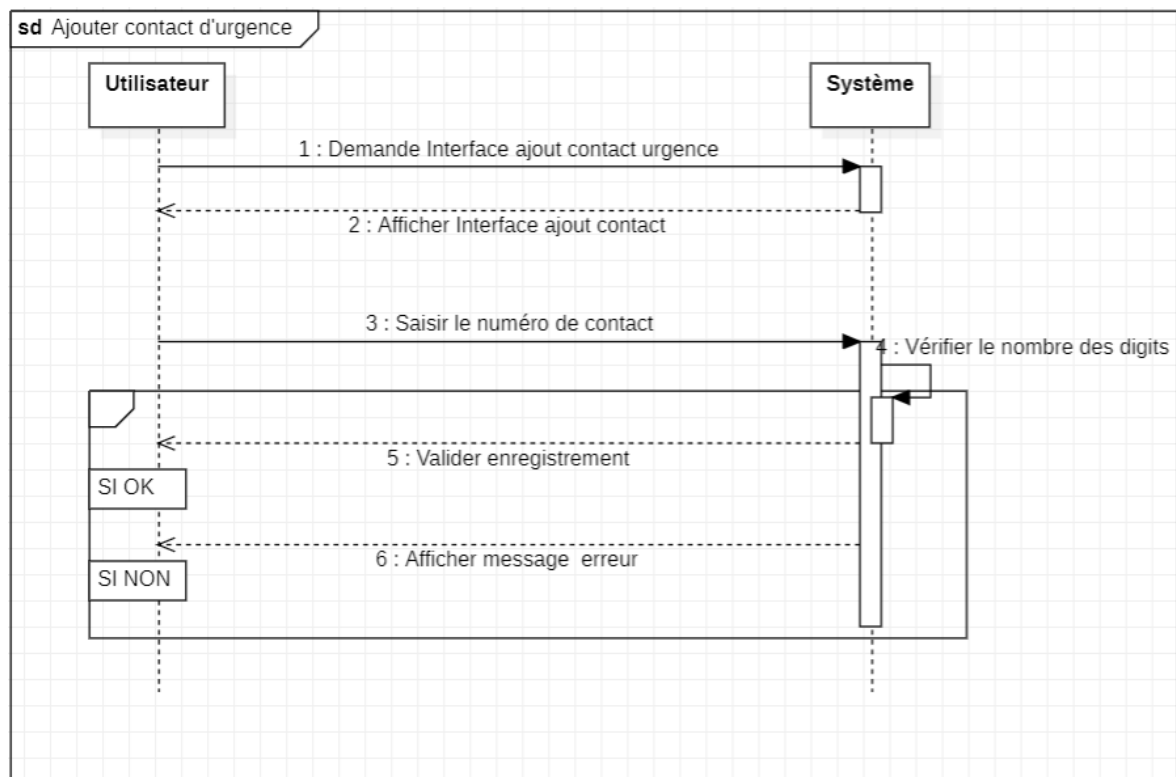 sd Ajouter contact d'urgence
Utilisateur
Système
1 : Demande Interface ajout contact urgence
2 : Afficher Interface ajout contact
3 : Saisir le numéro de contact
4 : Vérifier le nombre des digits
5 : Valider enregistrement
SI OK
6 : Afficher message erreur
SI NON